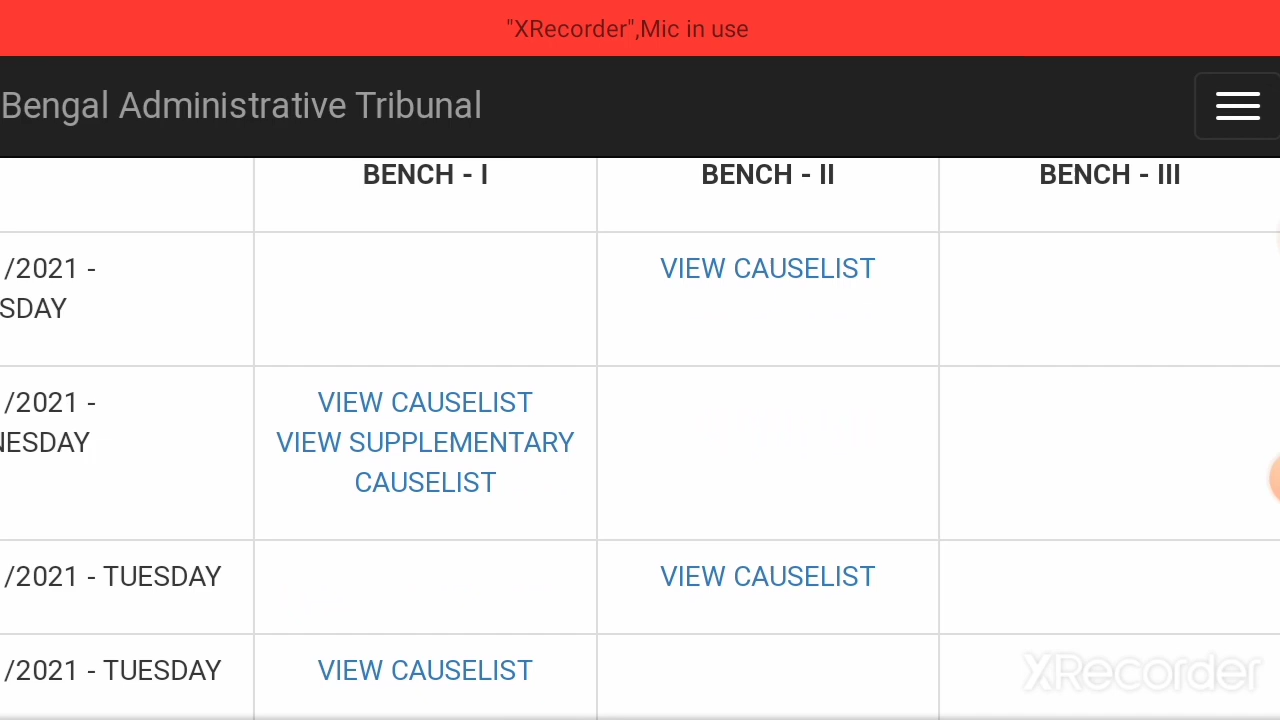 "XRecorder",Mic in use
Bengal Administrative Tribunal
BENCH - I BENCH - II BENCH - III
/2021 - VIEW CAUSELIST
SDAY
/2021 - VIEW CAUSELIST
NESDAY VIEW SUPPLEMENTARY
CAUSELIST
/2021 - TUESDAY VIEW CAUSELIST
/2021 - TUESDAY VIEW CAUSELIST
XRecorder